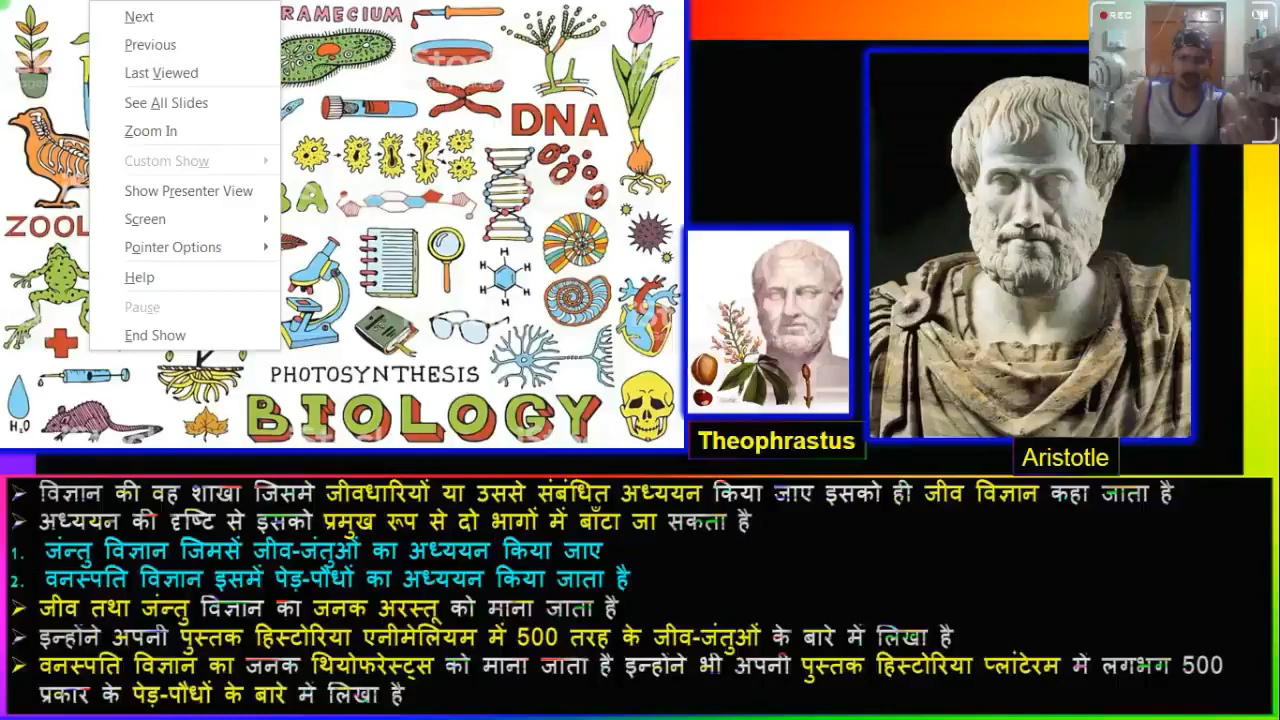 Next
Previous
Last Viewed
See All Slides
Zoom In
Custom Show
Show Presenter View
Screen
Pointer Options
Help
Pause
End Show
RAMECIUM
DNA
ZOOL
BA
H H
H H
H H
H₂O
PHOTOSYNTHESIS
BIOLOGY
REC
Theophrastus
Aristotle
➢ विज्ञान की वह शाखा जिसमे जीवधारियों या उससे संबंधित अध्ययन किया जाए इसको ही जीव विज्ञान कहा जाता है
➢ अध्ययन की दृष्टि से इसको प्रमुख रूप से दो भागों में बाँटा जा सकता है
1. जंन्तु विज्ञान जिमसें जीव-जंतुओं का अध्ययन किया जाए
2. वनस्पति विज्ञान इसमें पेड़-पौधों का अध्ययन किया जाता है
➢ जीव तथा जंन्तु विज्ञान का जनक अरस्तू को माना जाता है
➢ इन्होंने अपनी पुस्तक हिस्टोरिया एनीमेलियम में 500 तरह के जीव-जंतुओं के बारे में लिखा है
➢ वनस्पति विज्ञान का जनक थियोफरेस्ट्स को माना जाता है इन्होंने भी अपनी पुस्तक हिस्टोरिया प्लांटेरम में लगभग 500
प्रकार के पेड़-पौधों के बारे में लिखा है